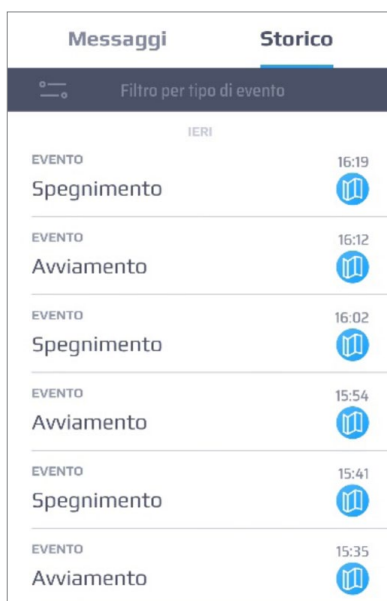 Messaggi Storico
Filtro per tipo di evento
IERI
EVENTO 16:19
Spegnimento
EVENTO 16:12
Avviamento
EVENTO 16:02
Spegnimento
EVENTO 15:54
Avviamento
EVENTO 15:41
Spegnimento
EVENTO 15:35
Avviamento